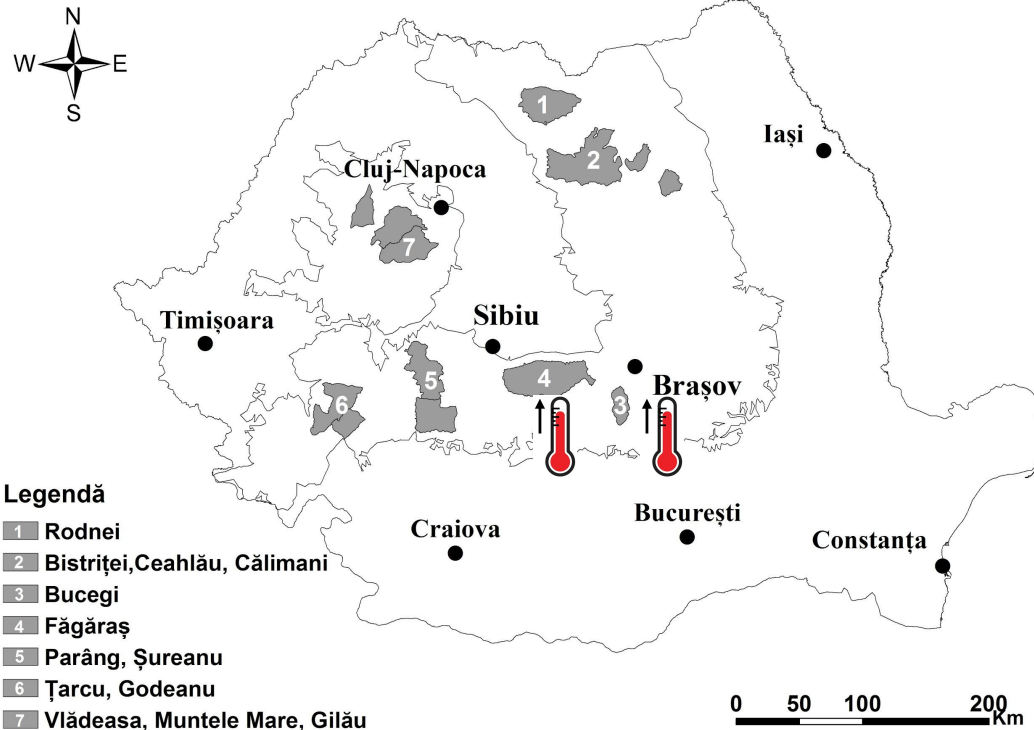 N
W E
S
1
Iași
2
Cluj-Napoca
7
Sibiu
Timișoara
5
4
Brașov
6
3
Legendă
1 Rodnei
2 Bistriței,Ceahlău, Călimani
3 Bucegi
4 Făgăraș
5 Parâng, Șureanu
6 Țarcu, Godeanu
7 Vlădeasa, Muntele Mare, Gilău
Craiova
București
Constanța
0 50 100 200
Km